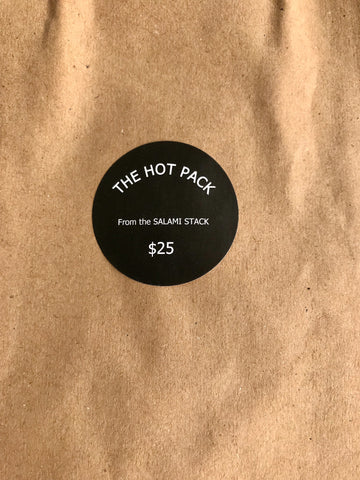 THE HOT PACK
From the SALAMI STACK
$25